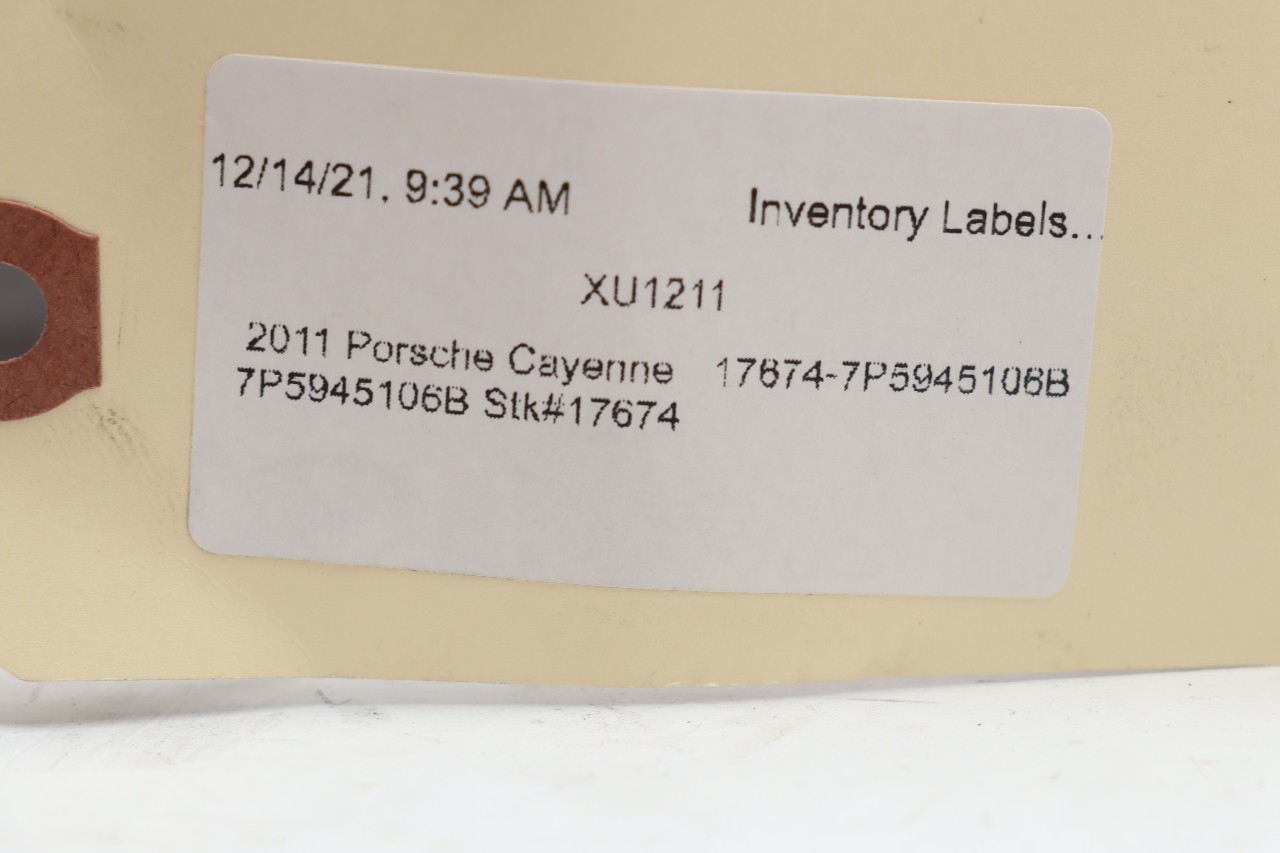 12/14/21, 9:39 AM Inventory Labels...
XU1211
2011 Porsche Cayenne 17674-7P5945106B
7P5945106B Stk#17674